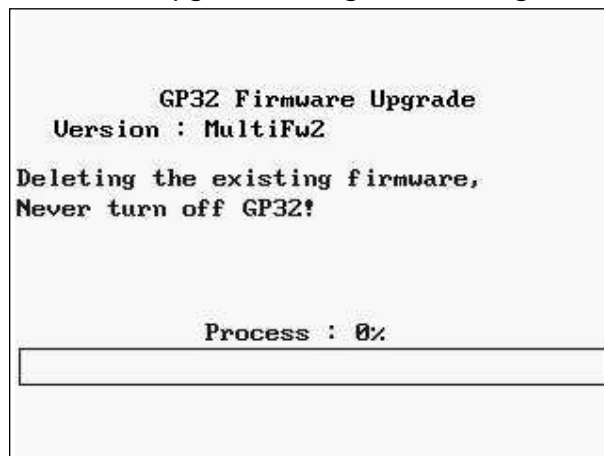 GP32 Firmware Upgrade
Version : MultiFw2
Deleting the existing firmware,
Never turn off GP32!
Process : 0%